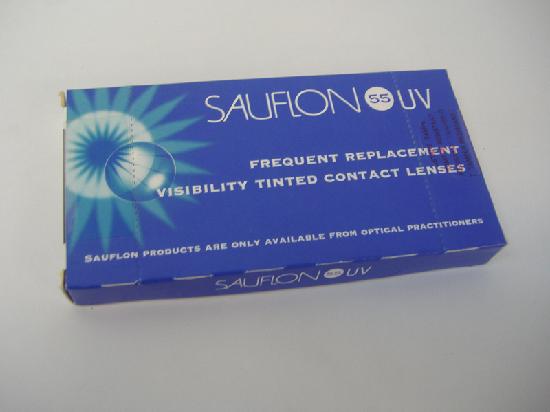 SAUFLON 55 UV
FREQUENT REPLACEMENT
VISIBILITY TINTED CONTACT LENSES
SAUFLON PRODUCTS ARE ONLY AVAILABLE FROM OPTICAL PRACTITIONERS
SAUFLON 55 UV